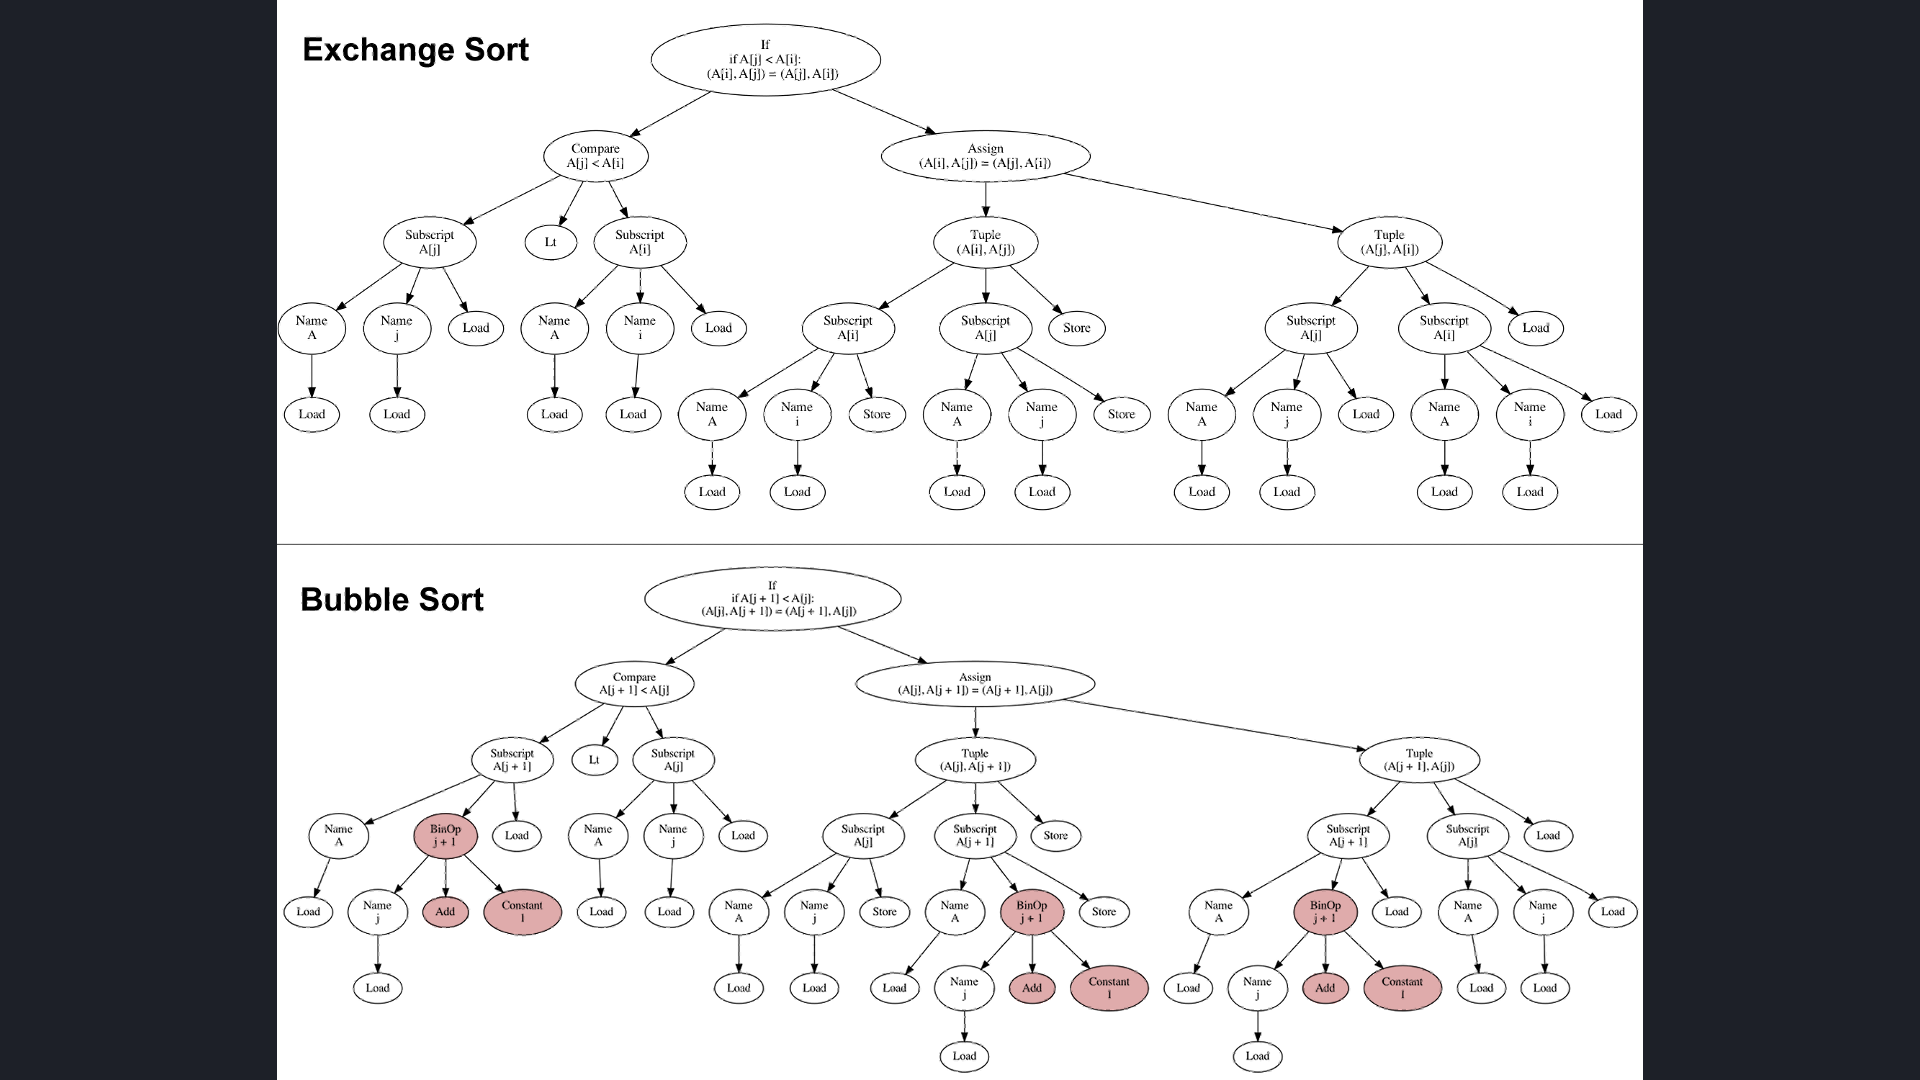 Exchange Sort
If
if A[j] < A[i]:
(A[i], A[j]) = (A[j], A[i])
Compare
A[j] < A[i]
Assign
(A[i], A[j]) = (A[j], A[i])
Subscript
A[j]
Lt
Subscript
A[i]
Tuple
(A[i], A[j])
Tuple
(A[j], A[i])
Name
A
Name
j
Load
Name
A
Name
i
Load
Subscript
A[i]
Subscript
A[j]
Store
Subscript
A[j]
Subscript
A[i]
Load
Load
Load
Load
Load
Name
A
Name
i
Store
Name
A
Name
j
Store
Name
A
Name
j
Load
Name
A
Name
i
Load
Load
Load
Load
Load
Load
Load
Load
Load
Bubble Sort
If
if A[j + 1] < A[j]:
(A[j], A[j + 1]) = (A[j + 1], A[j])
Compare
A[j + 1] < A[j]
Assign
(A[j], A[j + 1]) = (A[j + 1], A[j])
Subscript
A[j + 1]
Lt
Subscript
A[j]
Tuple
(A[j], A[j + 1])
Tuple
(A[j + 1], A[j])
Name
A
BinOp
j + 1
Load
Name
A
Name
j
Load
Subscript
A[j]
Subscript
A[j + 1]
Store
Subscript
A[j + 1]
Subscript
A[j]
Load
Load
Name
j
Add
Constant
1
Load
Load
Name
A
Name
j
Store
Name
A
BinOp
j + 1
Store
Name
A
BinOp
j + 1
Load
Name
A
Name
j
Load
Load
Load
Load
Load
Name
j
Add
Constant
1
Load
Name
j
Add
Constant
1
Load
Load
Load
Load